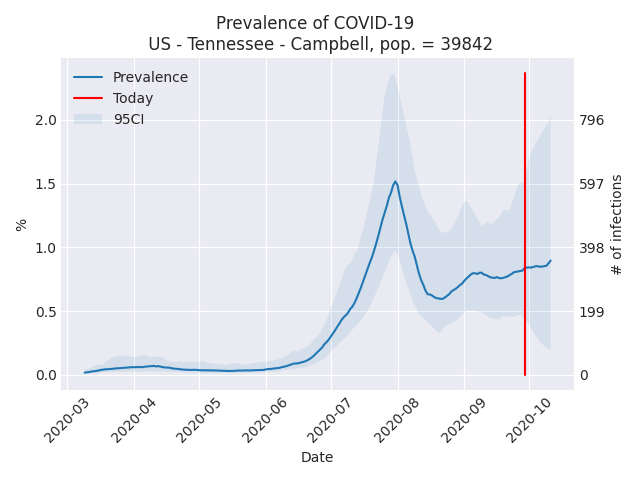 Prevalence of COVID-19
US - Tennessee - Campbell, pop. = 39842
Prevalence
Today
95CI
2.0
1.5
1.0
0.5
0.0
%
796
597
398
199
0
# of infections
2020-03
2020-04
2020-05
2020-06
2020-07
2020-08
2020-09
2020-10
Date